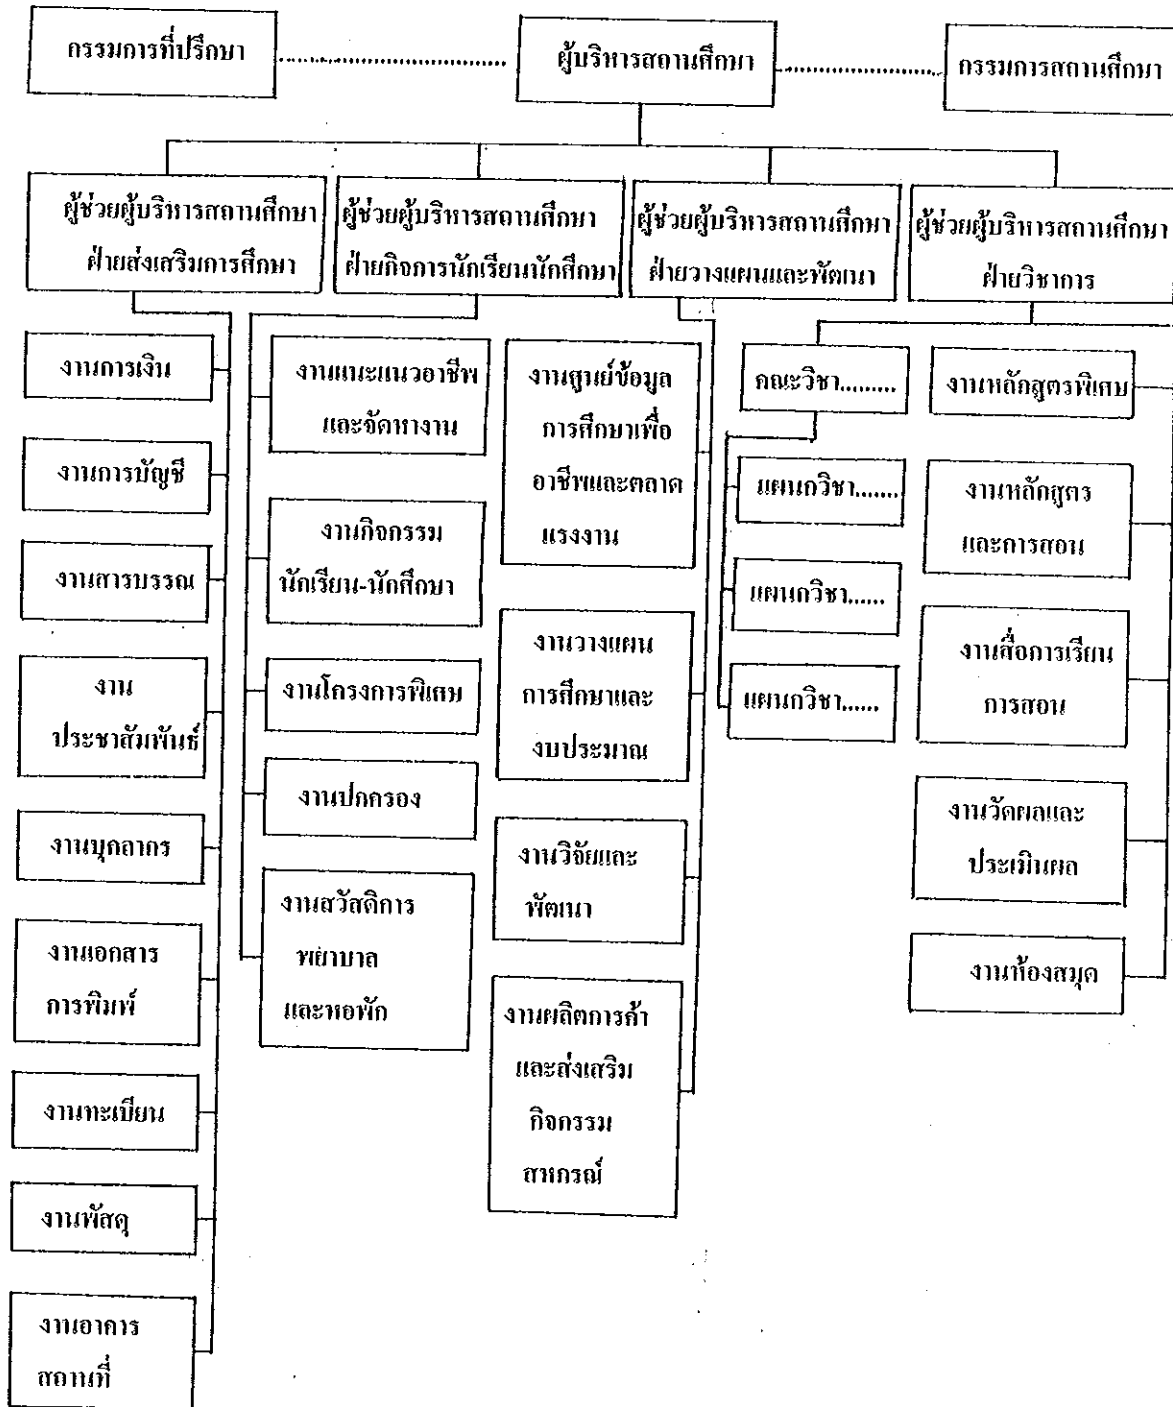 กรรมการที่ปรึกษา
ผู้บริหารสถานศึกษา
กรรมการสถานศึกษา
ผู้ช่วยผู้บริหารสถานศึกษา
ฝ่ายส่งเสริมการศึกษา
ผู้ช่วยผู้บริหารสถานศึกษา
ฝ่ายกิจการนักเรียนนักศึกษา
ผู้ช่วยผู้บริหารสถานศึกษา
ฝ่ายวางแผนและพัฒนา
ผู้ช่วยผู้บริหารสถานศึกษา
ฝ่ายวิชาการ
งานการเงิน
งานการบัญชี
งานสารบรรณ
งาน
ประชาสัมพันธ์
งานบุคลากร
งานเอกสาร
การพิมพ์
งานทะเบียน
งานพัสดุ
งานอาคาร
สถานที่
งานแนะแนวอาชีพ
และจัดหางาน
งานกิจกรรม
นักเรียน-นักศึกษา
งานโครงการพิเศษ
งานปกครอง
งานสวัสดิการ
พยาบาล
และหอพัก
งานศูนย์ข้อมูล
การศึกษาเพื่อ
อาชีพและตลาด
แรงงาน
งานวางแผน
การศึกษาและ
งบประมาณ
งานวิจัยและ
พัฒนา
งานผลิตการค้า
และส่งเสริม
กิจกรรม
สหกรณ์
คณะวิชา.........
แผนกวิชา.......
แผนกวิชา......
แผนกวิชา......
งานหลักสูตรพิเศษ
งานหลักสูตร
และการสอน
งานสื่อการเรียน
การสอน
งานวัดผลและ
ประเมินผล
งานห้องสมุด